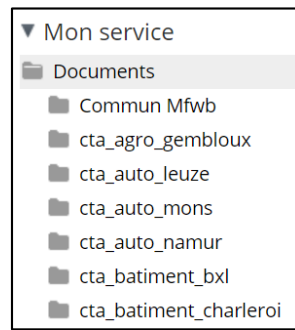 Mon service
Documents
Commun Mfwb
cta_agro_gembloux
cta_auto_leuze
cta_auto_mons
cta_auto_namur
cta_batiment_bxl
cta_batiment_charleroi